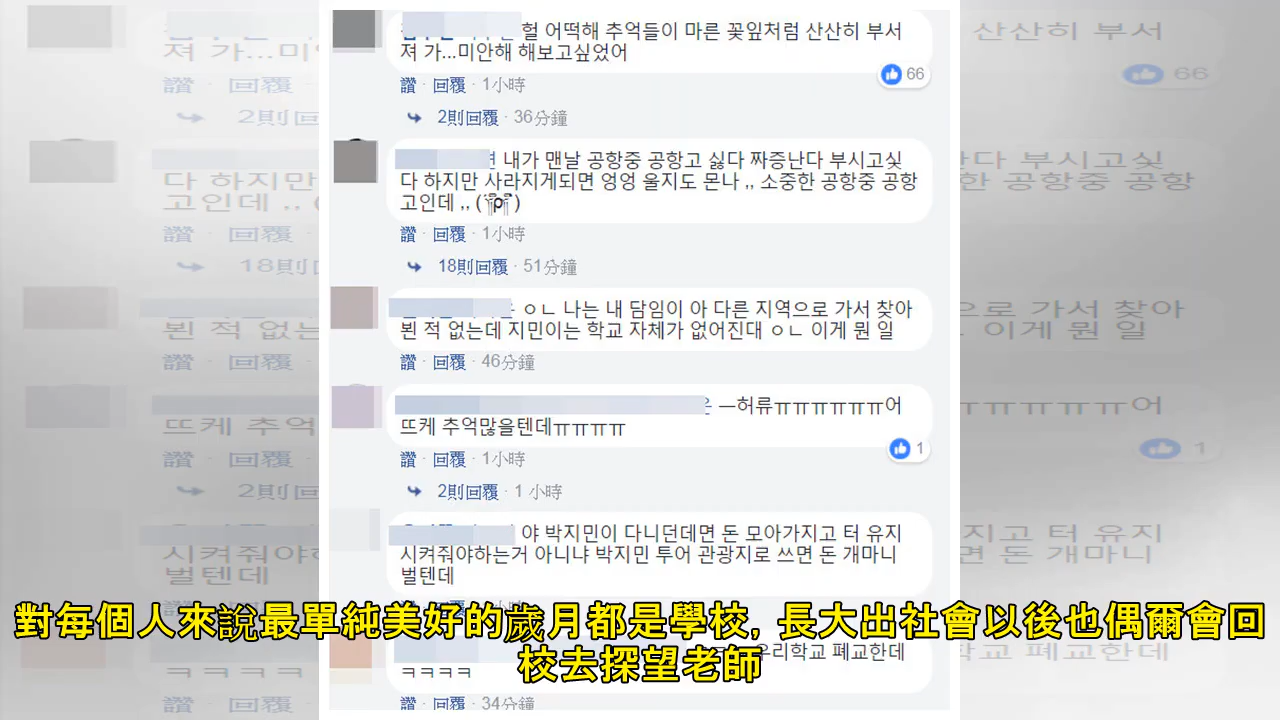 헐 어떡해 추억들이 마른 꽃잎처럼 산산히 부서
져 가...미안해 해보고싶었어
66
讚 · 回覆 · 1小時
2則回覆 · 36分鐘
내가 맨날 공항중 공항고 싫다 짜증난다 부시고싶
다 하지만 사라지게되면 엉엉 울지도 몬나 ,, 소중한 공항중 공항
고인데 ,,
讚 · 回覆 · 1小時
18則回覆 · 51分鐘
ㅇㄴ 나는 내 담임이 아 다른 지역으로 가서 찾아
뵌 적 없는데 지민이는 학교 자체가 없어진대 ㅇㄴ 이게 뭔 일
讚 · 回覆 · 46分鐘
ㅡ허류ㅠㅠㅠㅠㅠㅠ어
뜨케 추억많을텐데ㅠㅠㅠㅠ
1
讚 · 回覆 · 1小時
2則回覆 · 1 小時
야 박지민이 다니던데면 돈 모아가지고 터 유지
시켜줘야하는거 아니냐 박지민 투어 관광지로 쓰면 돈 개마니
벌텐데
對每個人來說最單純美好的歲月都是學校, 長大出社會以後也偶爾會回
校去探望老師
우리학교 폐교한데
ㅋㅋㅋㅋ
讚 · 回覆 · 34分鐘